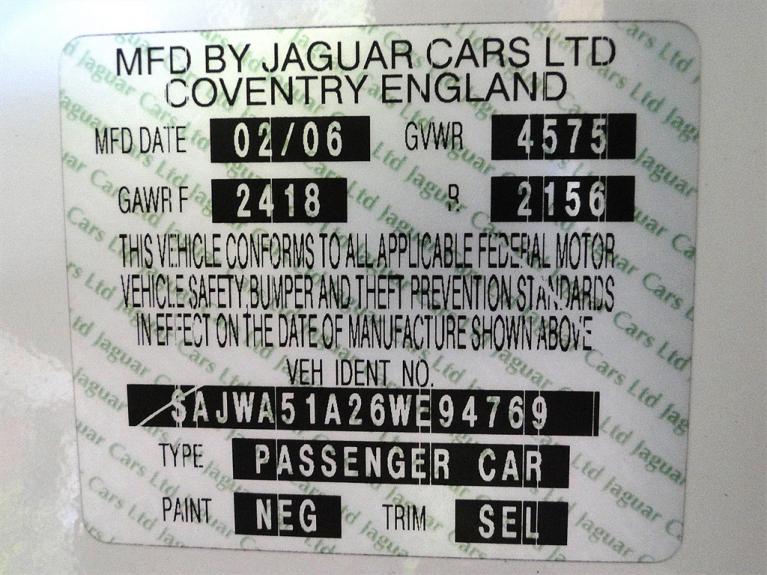 MFD BY JAGUAR CARS LTD
COVENTRY ENGLAND
MFD DATE 02/06 GVWR 4575
GAWR F 2418 R 2156
THIS VEHICLE CONFORMS TO ALL APPLICABLE FEDERAL MOTOR
VEHICLE SAFETY,BUMPER AND THEFT PREVENTION STANDARDS
IN EFFECT ON THE DATE OF MANUFACTURE SHOWN ABOVE
VEH IDENT NO.
SAJWA51A26WE94769
TYPE PASSENGER CAR
PAINT NEG TRIM SEL